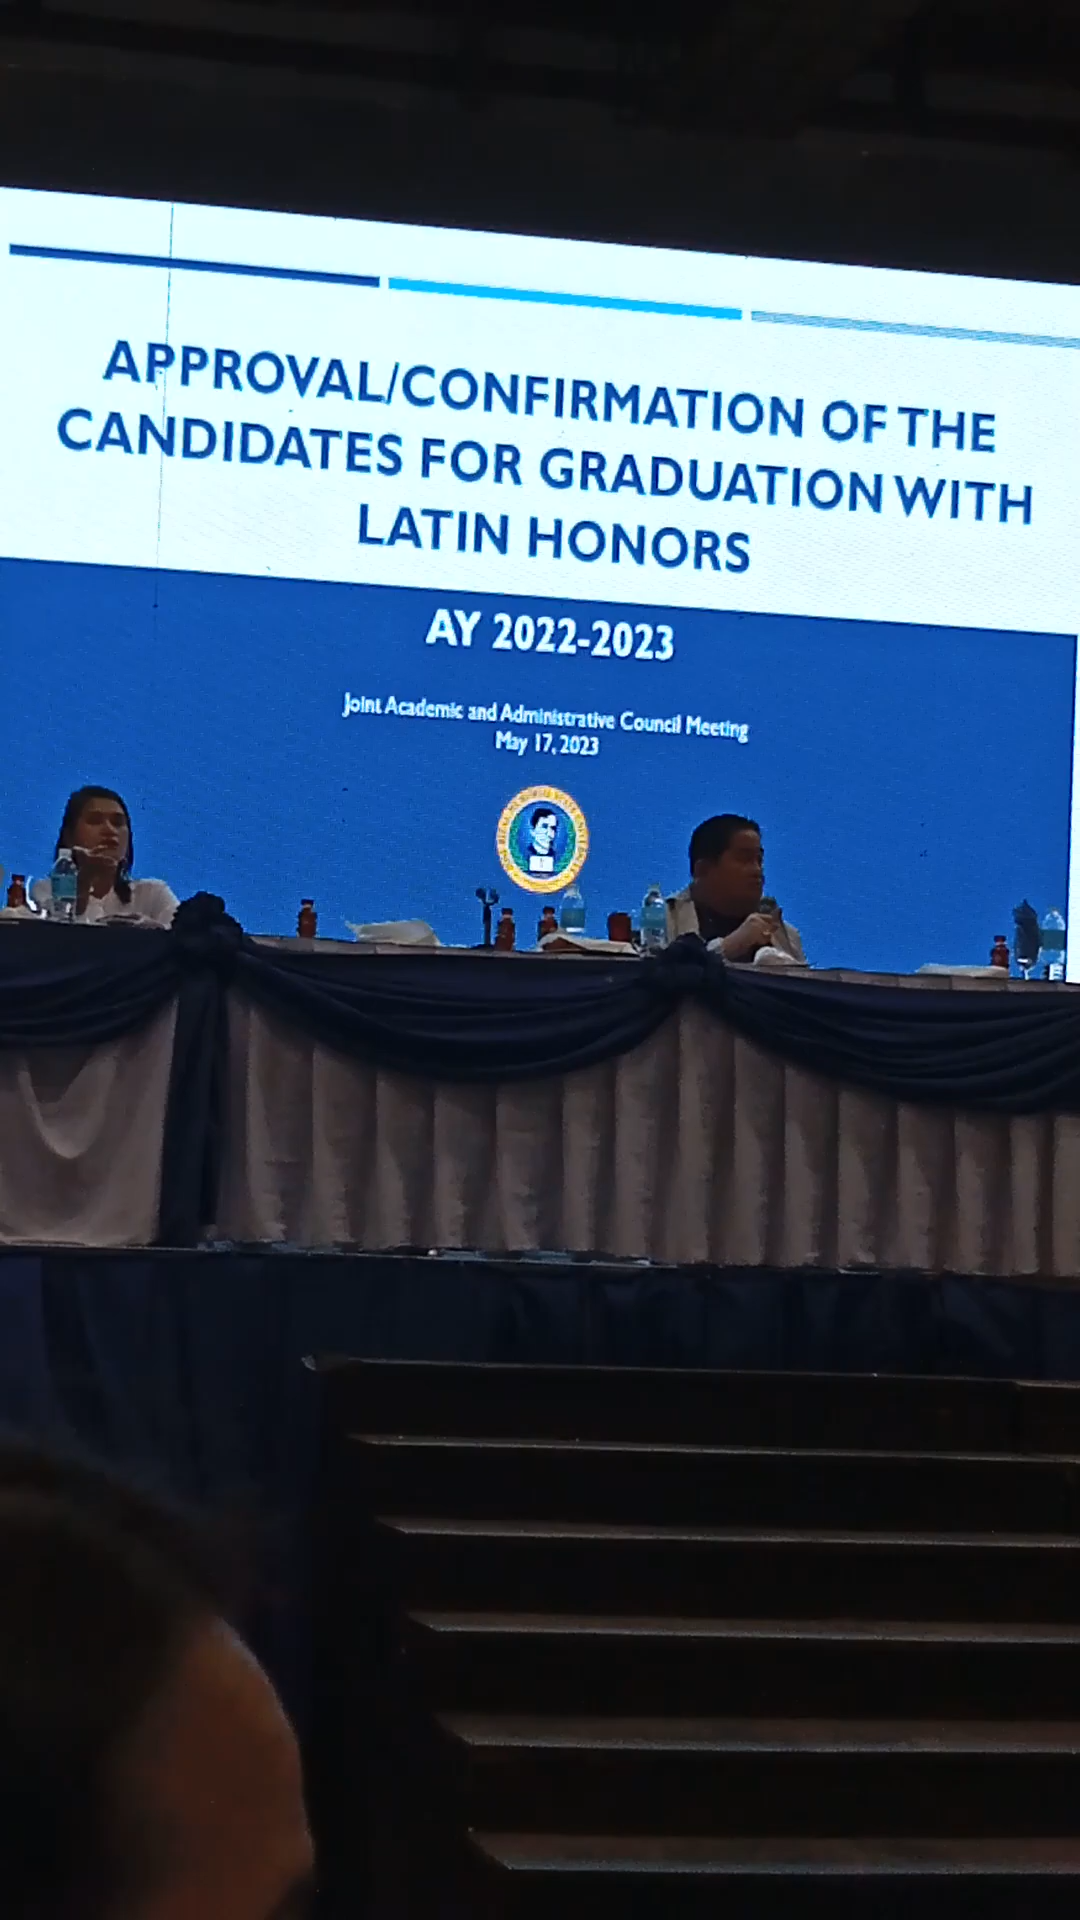 APPROVAL/CONFIRMATION OF THE
CANDIDATES FOR GRADUATION WITH
LATIN HONORS
AY 2022-2023
Joint Academic and Administrative Council Meeting
May 17, 2023